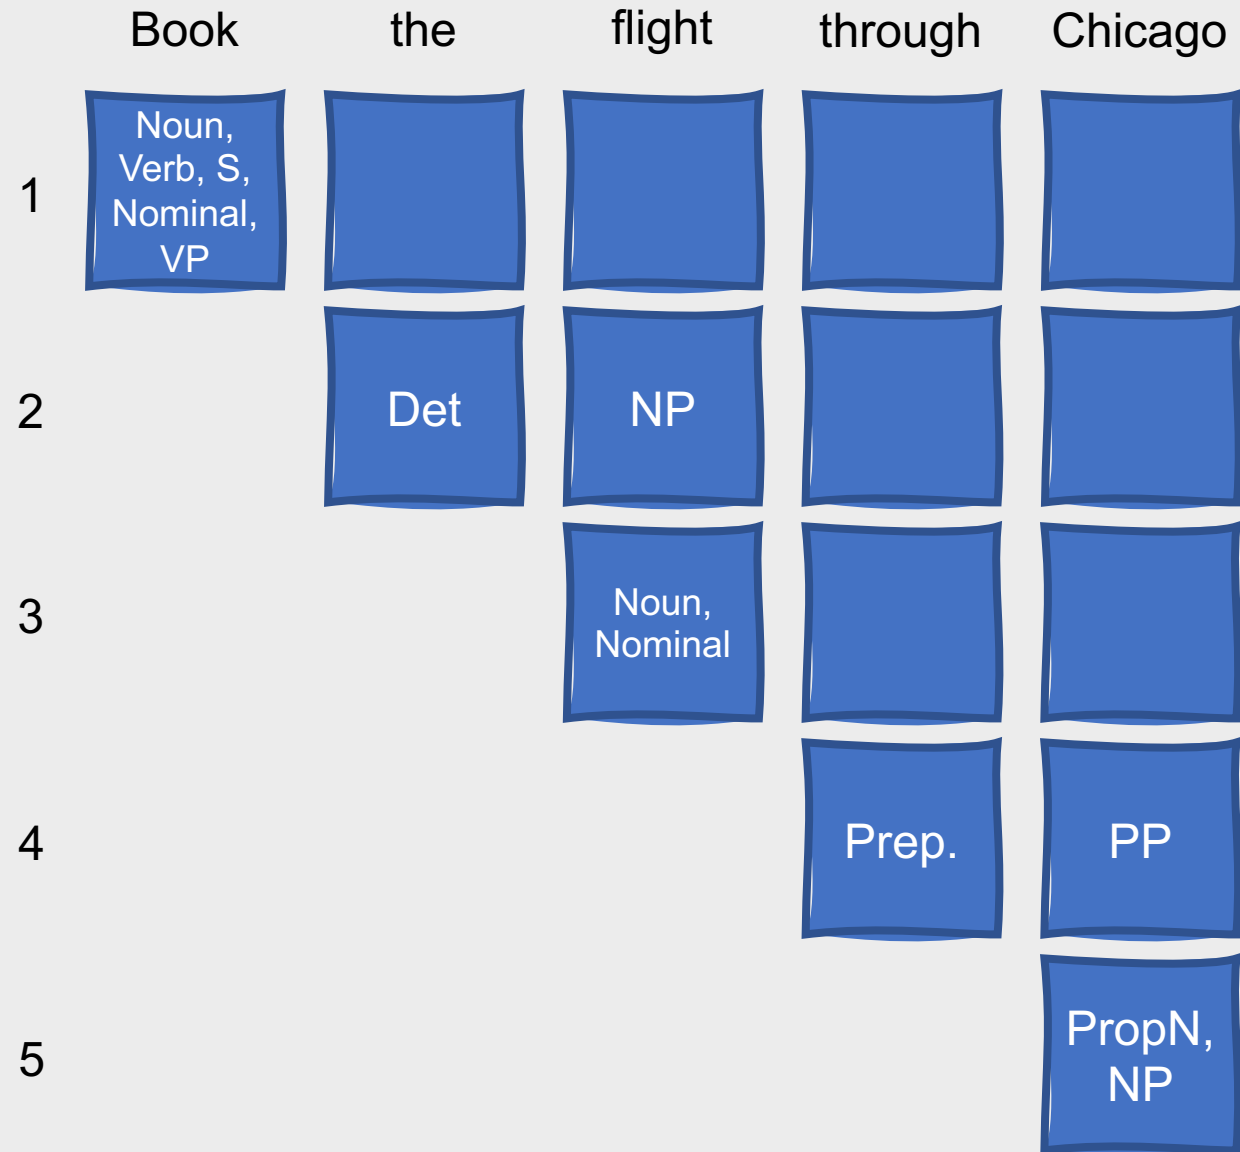 Book the flight through Chicago
1
Noun,
Verb, S,
Nominal,
VP
2
Det
NP
3
Noun,
Nominal
4
Prep.
PP
5
PropN,
NP